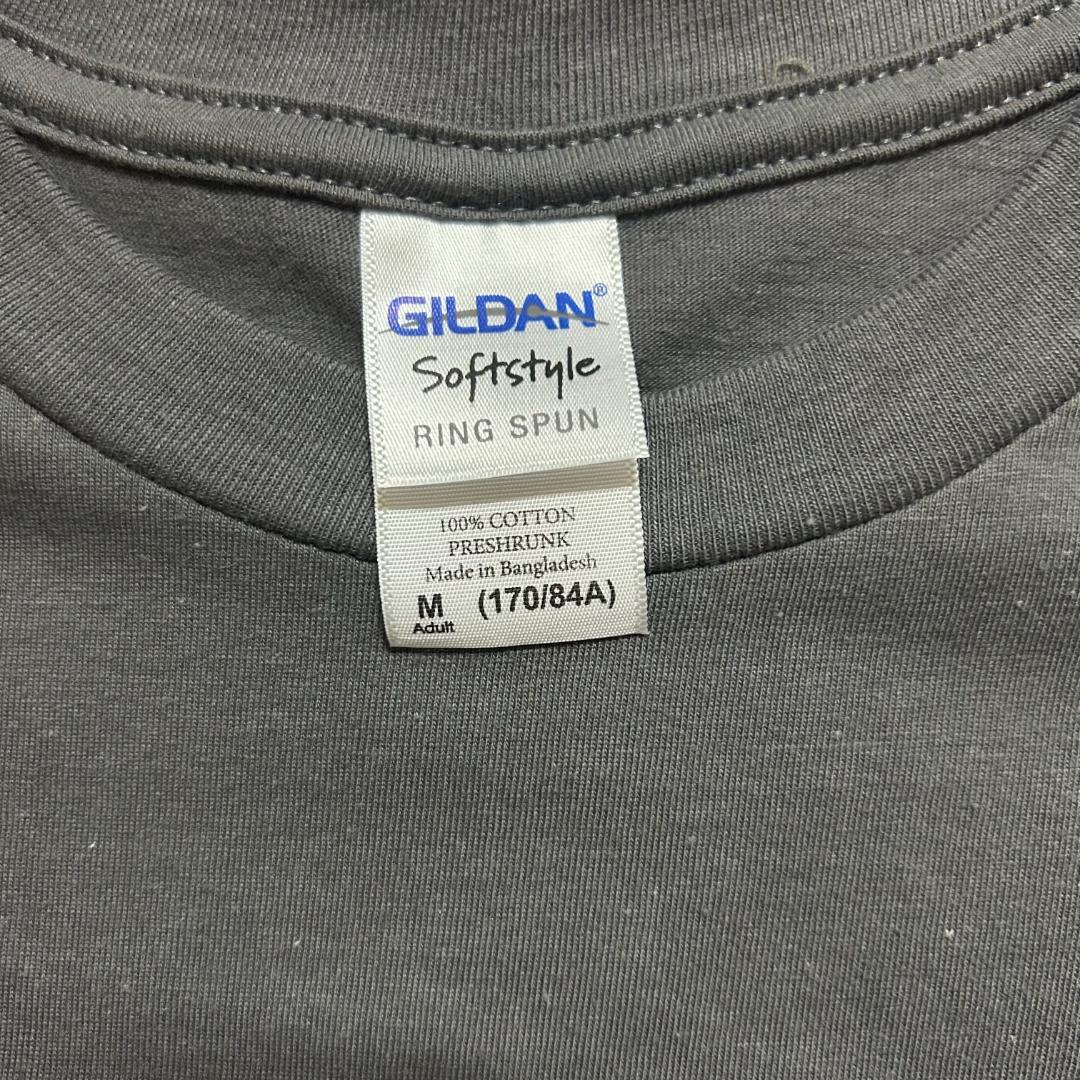 GILDAN®
Softstyle
RING SPUN
100% COTTON
PRESHRUNK
Made in Bangladesh
M (170/84A)
Adult